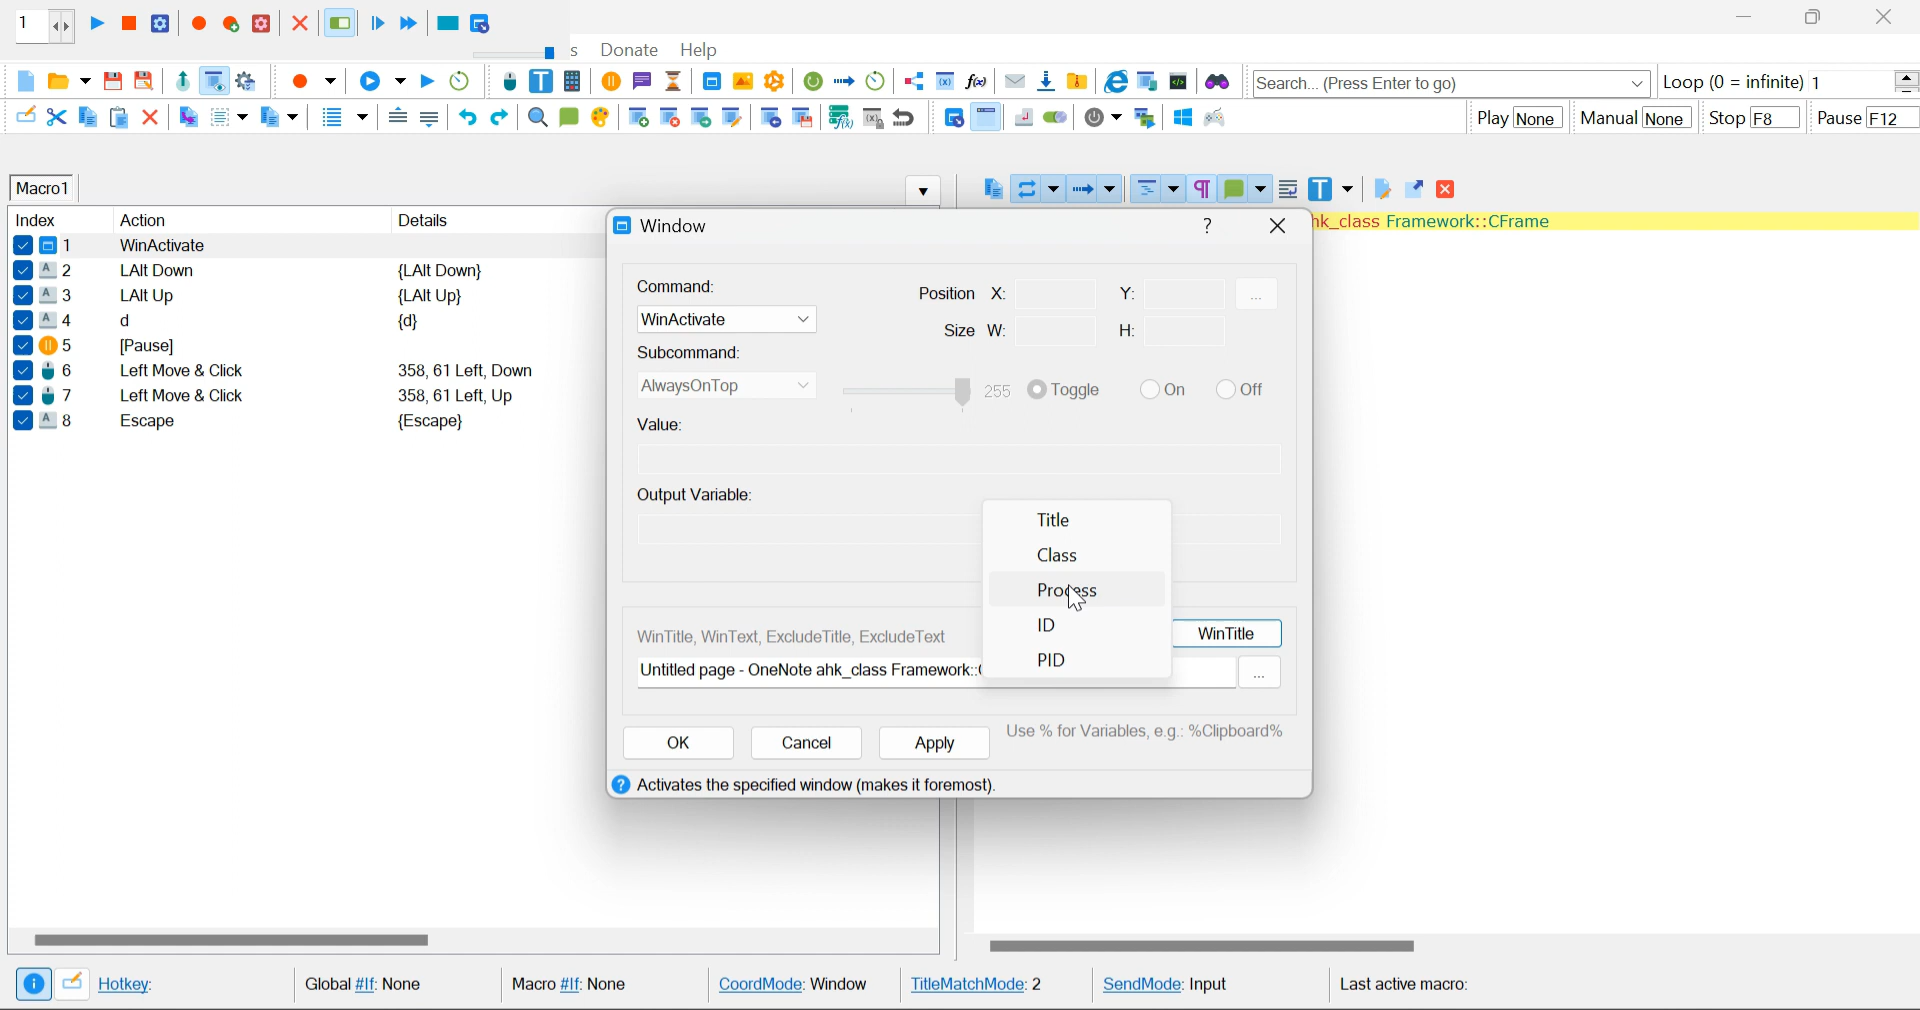 1
s Donate Help
Search... (Press Enter to go) Loop (0 = infinite) 1
Play None Manual None Stop F8 Pause F12
Macro1
Index Action Details
1 WinActivate
2 LAlt Down {LAlt Down}
3 LAlt Up {LAlt Up}
4 d {d}
5 [Pause]
6 Left Move & Click 358, 61 Left, Down
7 Left Move & Click 358, 61 Left, Up
8 Escape {Escape}
hk_class Framework::CFrame
Window
Command:
WinActivate
Position X: Y: ...
Size W: H:
Subcommand:
AlwaysOnTop 255 Toggle On Off
Value:
Output Variable:
Title
Class
Process
ID
PID
WinTitle, WinText, ExcludeTitle, ExcludeText WinTitle
Untitled page - OneNote ahk_class Framework:: ...
OK Cancel Apply
Use % for Variables, e.g.: %Clipboard%
Activates the specified window (makes it foremost).
Hotkey: Global #If: None Macro #If: None CoordMode: Window TitleMatchMode: 2 SendMode: Input Last active macro: